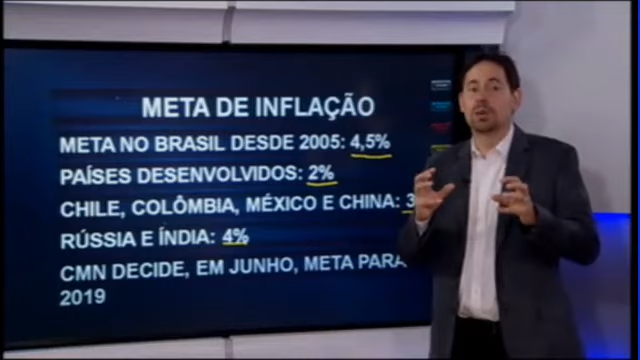 META DE INFLAÇÃO
META NO BRASIL DESDE 2005: 4,5%
PAÍSES DESENVOLVIDOS: 2%
CHILE, COLÔMBIA, MÉXICO E CHINA: 3
RÚSSIA E ÍNDIA: 4%
CMN DECIDE, EM JUNHO, META PARA
2019